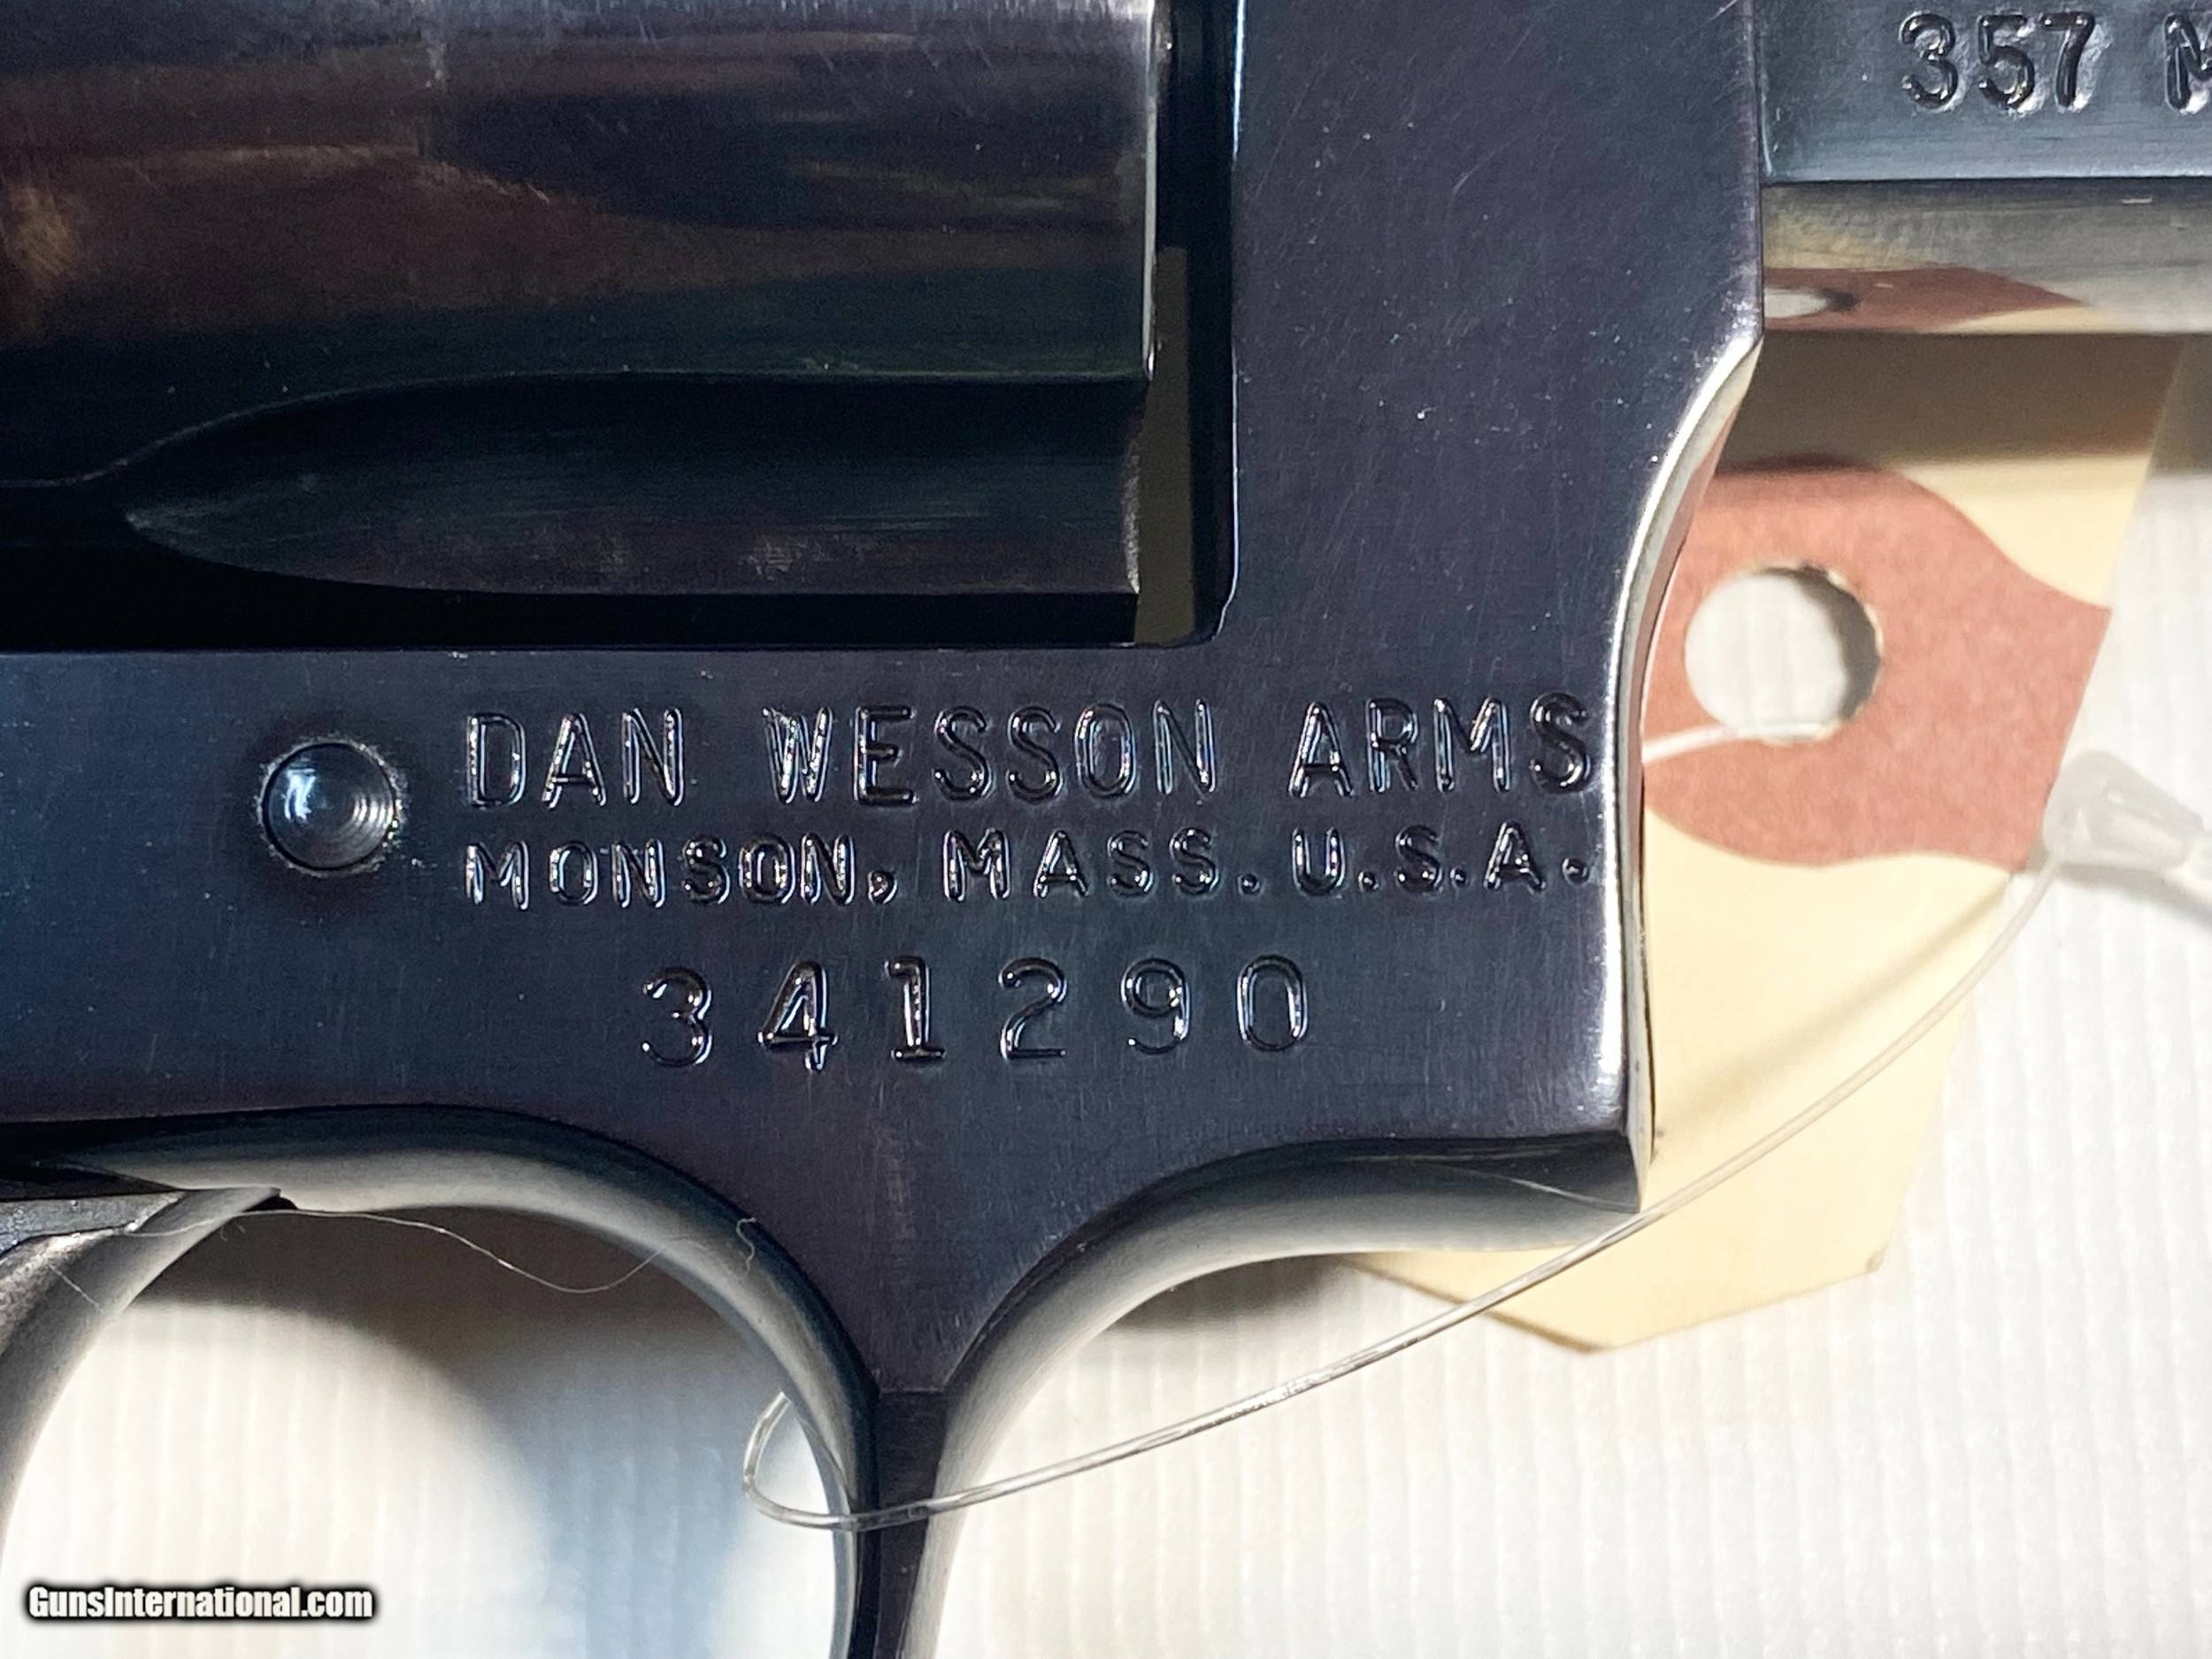 357
DAN WESSON ARMS
MONSON, MASS. U.S.A.
341290
GunsInternational.com